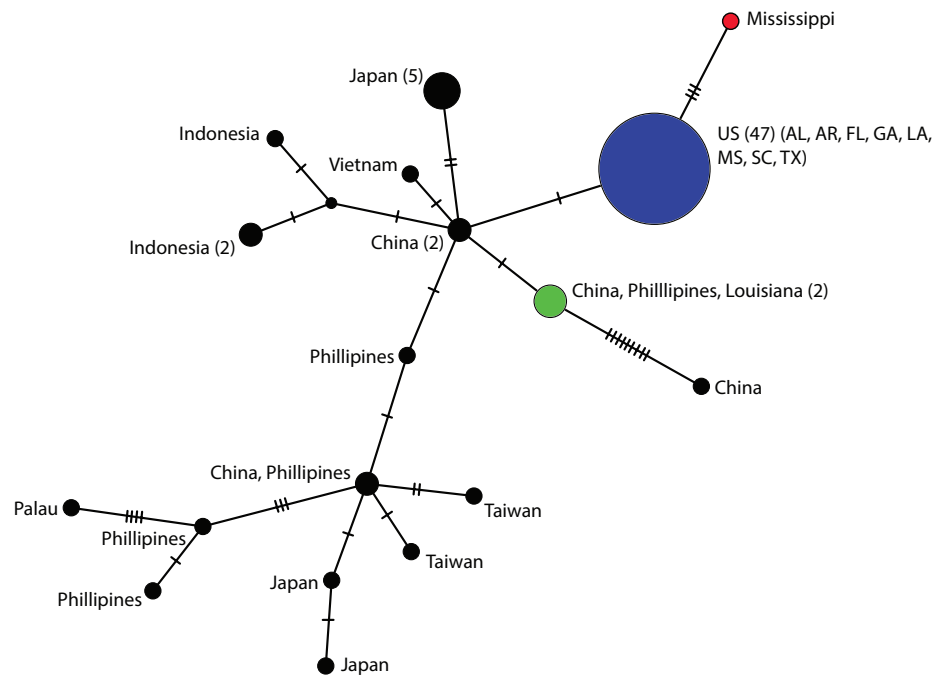 Mississippi
Japan (5)
US (47) (AL, AR, FL, GA, LA,
MS, SC, TX)
Indonesia
Vietnam
Indonesia (2)
China (2)
China, Philllipines, Louisiana (2)
Phillipines
China
China, Phillipines
Palau
Taiwan
Phillipines
Taiwan
Japan
Phillipines
Japan